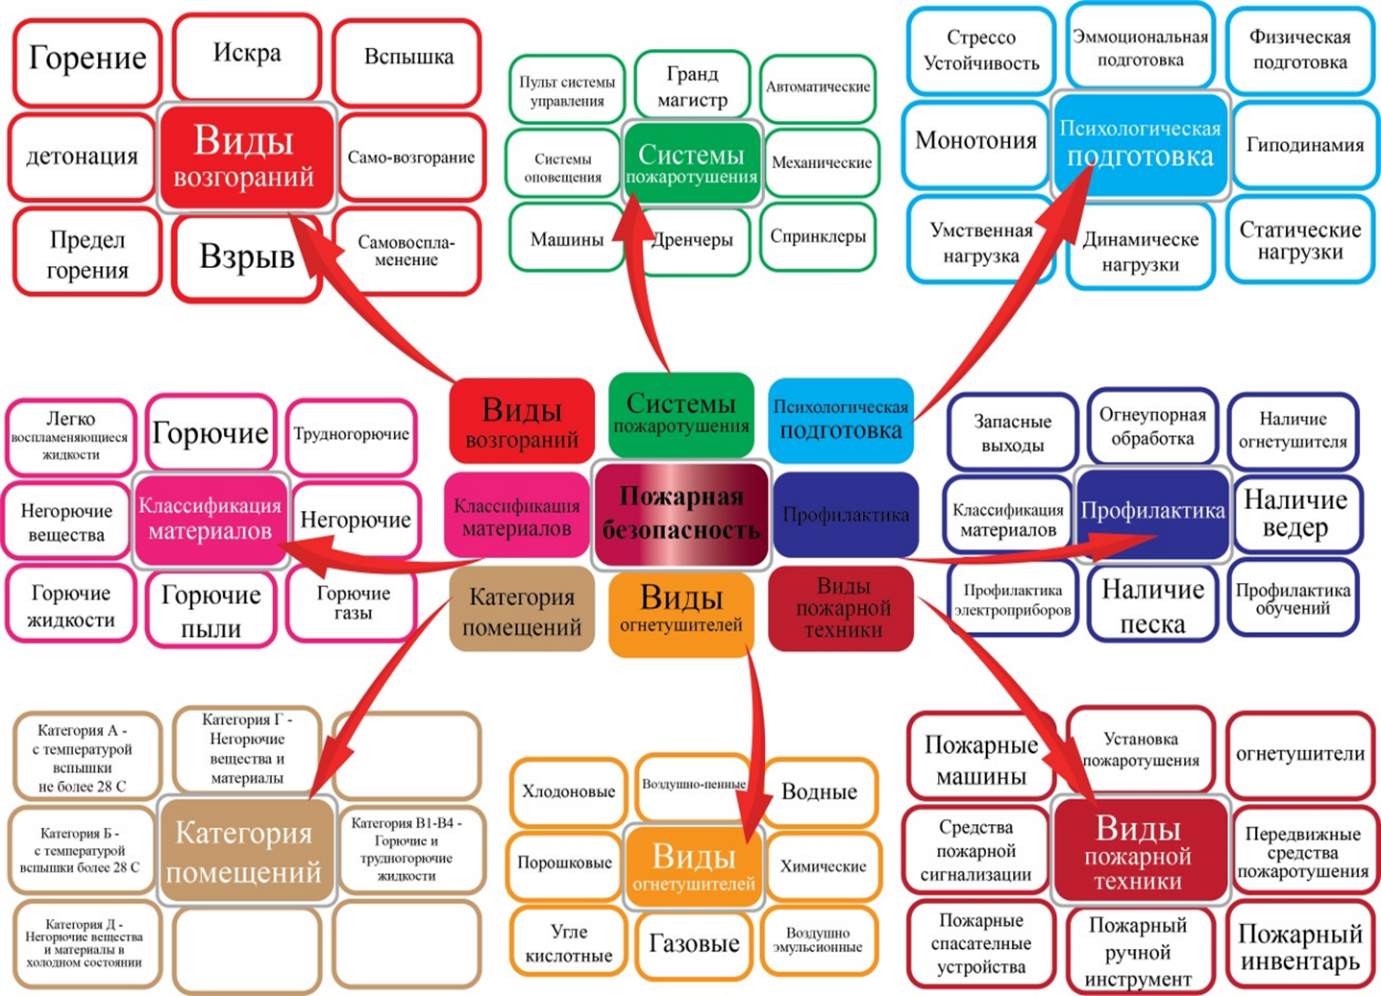 Горение
Искра
Вспышка
детонация
Виды
возгораний
Само-возгорание
Предел
горения
Взрыв
Самовоспла-
менение
Пульт системы
управления
Гранд
магистр
Автоматические
Системы
оповещения
Системы
пожаротушения
Механические
Машины
Дренчеры
Спринклеры
Стрессо
Устойчивость
Эммоциональная
подготовка
Физическая
подготовка
Монотония
Психологическая
подготовка
Гиподинамия
Умственная
нагрузка
Динамическе
нагрузки
Статические
нагрузки
Легко
воспламеняющиеся
жидкости
Горючие
Трудногорючие
Негорючие
вещества
Классификация
материалов
Негорючие
Горючие
жидкости
Горючие
пыли
Горючие
газы
Виды
возгораний
Системы
пожаротушения
Психологическая
подготовка
Классификация
материалов
Пожарная
безопасность
Профилактика
Категория
помещений
Виды
огнетушителей
Виды
пожарной
техники
Запасные
выходы
Огнеупорная
обработка
Наличие
огнетушителя
Классификация
материалов
Профилактика
Наличие
ведер
Профилактика
электроприборов
Наличие
песка
Профилактика
обучений
Категория А -
с температурой
вспышки
не более 28 С
Категория Г -
Негорючие
вещества и
материалы
Категория Б -
с температурой
вспышки более 28 С
Категория
помещений
Категория В1-В4 -
Горючие и
трудногорючие
жидкости
Категория Д -
Негорючие вещества
и материалы в
холодном состоянии
Хлодоновые
Воздушно-пенные
Водные
Порошковые
Виды
огнетушителей
Химические
Угле
кислотные
Газовые
Воздушно
эмульсионные
Пожарные
машины
Установка
пожаротушения
огнетушители
Средства
пожарной
сигнализации
Виды
пожарной
техники
Передвижные
средства
пожаротушения
Пожарные
спасателные
устройства
Пожарный
ручной
инструмент
Пожарный
инвентарь